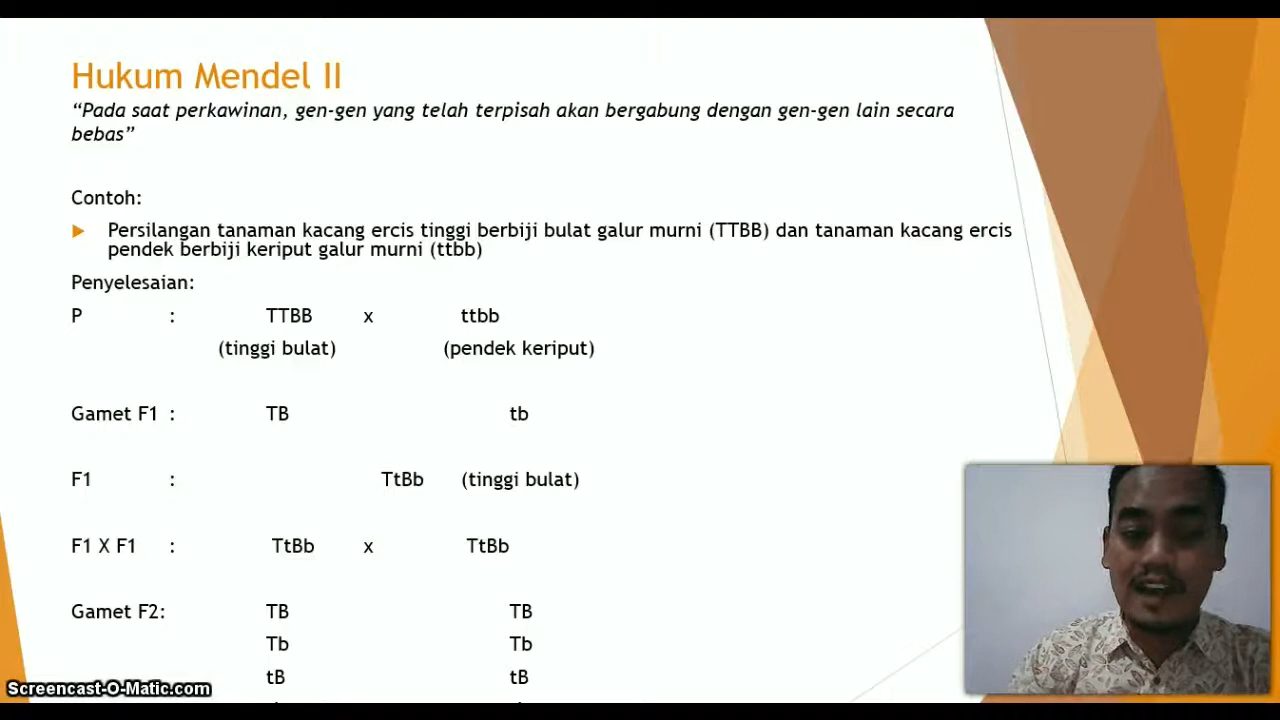 Hukum Mendel II
“Pada saat perkawinan, gen-gen yang telah terpisah akan bergabung dengan gen-gen lain secara
bebas”
Contoh:
Persilangan tanaman kacang ercis tinggi berbiji bulat galur murni (TTBB) dan tanaman kacang ercis
pendek berbiji keriput galur murni (ttbb)
Penyelesaian:
P : TTBB x ttbb
(tinggi bulat) (pendek keriput)
Gamet F1 : TB tb
F1 : TtBb (tinggi bulat)
F1 X F1 : TtBb x TtBb
Gamet F2: TB TB
Tb Tb
tB tB
Screencast-O-Matic.com